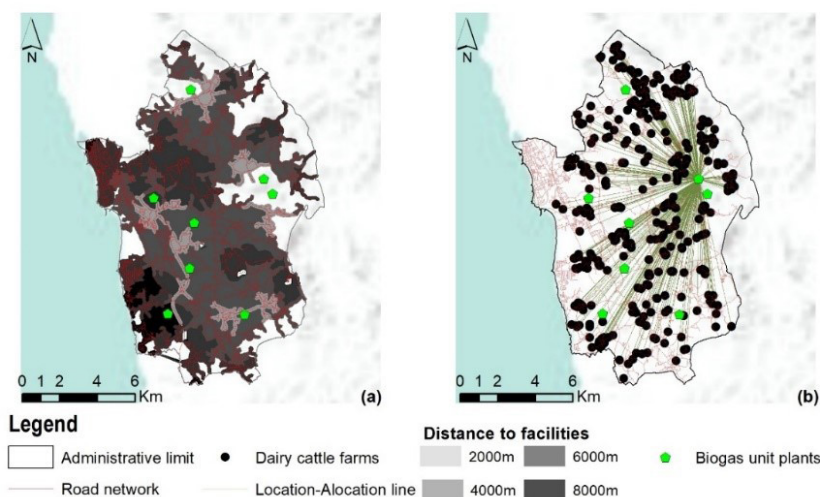 N
N
0 1 2 4 6
Km
(a)
0 1 2 4 6
Km
(b)
Legend
Administrative limit
Dairy cattle farms
Distance to facilities
2000m
6000m
Biogas unit plants
Road network
Location-Alocation line
4000m
8000m